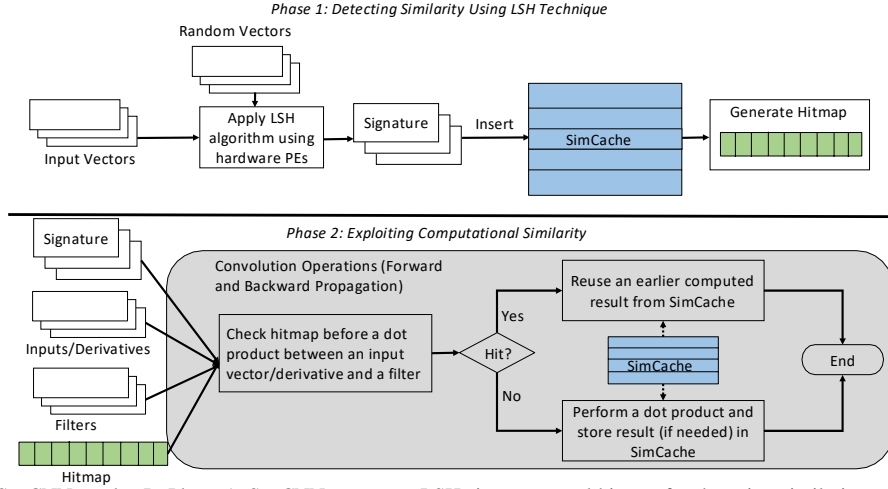 Phase 1: Detecting Similarity Using LSH Technique
Random Vectors
Input Vectors
Apply LSH
algorithm using
hardware PEs
Signature
Insert
SimCache
Generate Hitmap
Phase 2: Exploiting Computational Similarity
Signature
Inputs/Derivatives
Filters
Hitmap
Convolution Operations (Forward
and Backward Propagation)
Check hitmap before a dot
product between an input
vector/derivative and a filter
Hit?
Yes
No
Reuse an earlier computed
result from SimCache
SimCache
Perform a dot product and
store result (if needed) in
SimCache
End